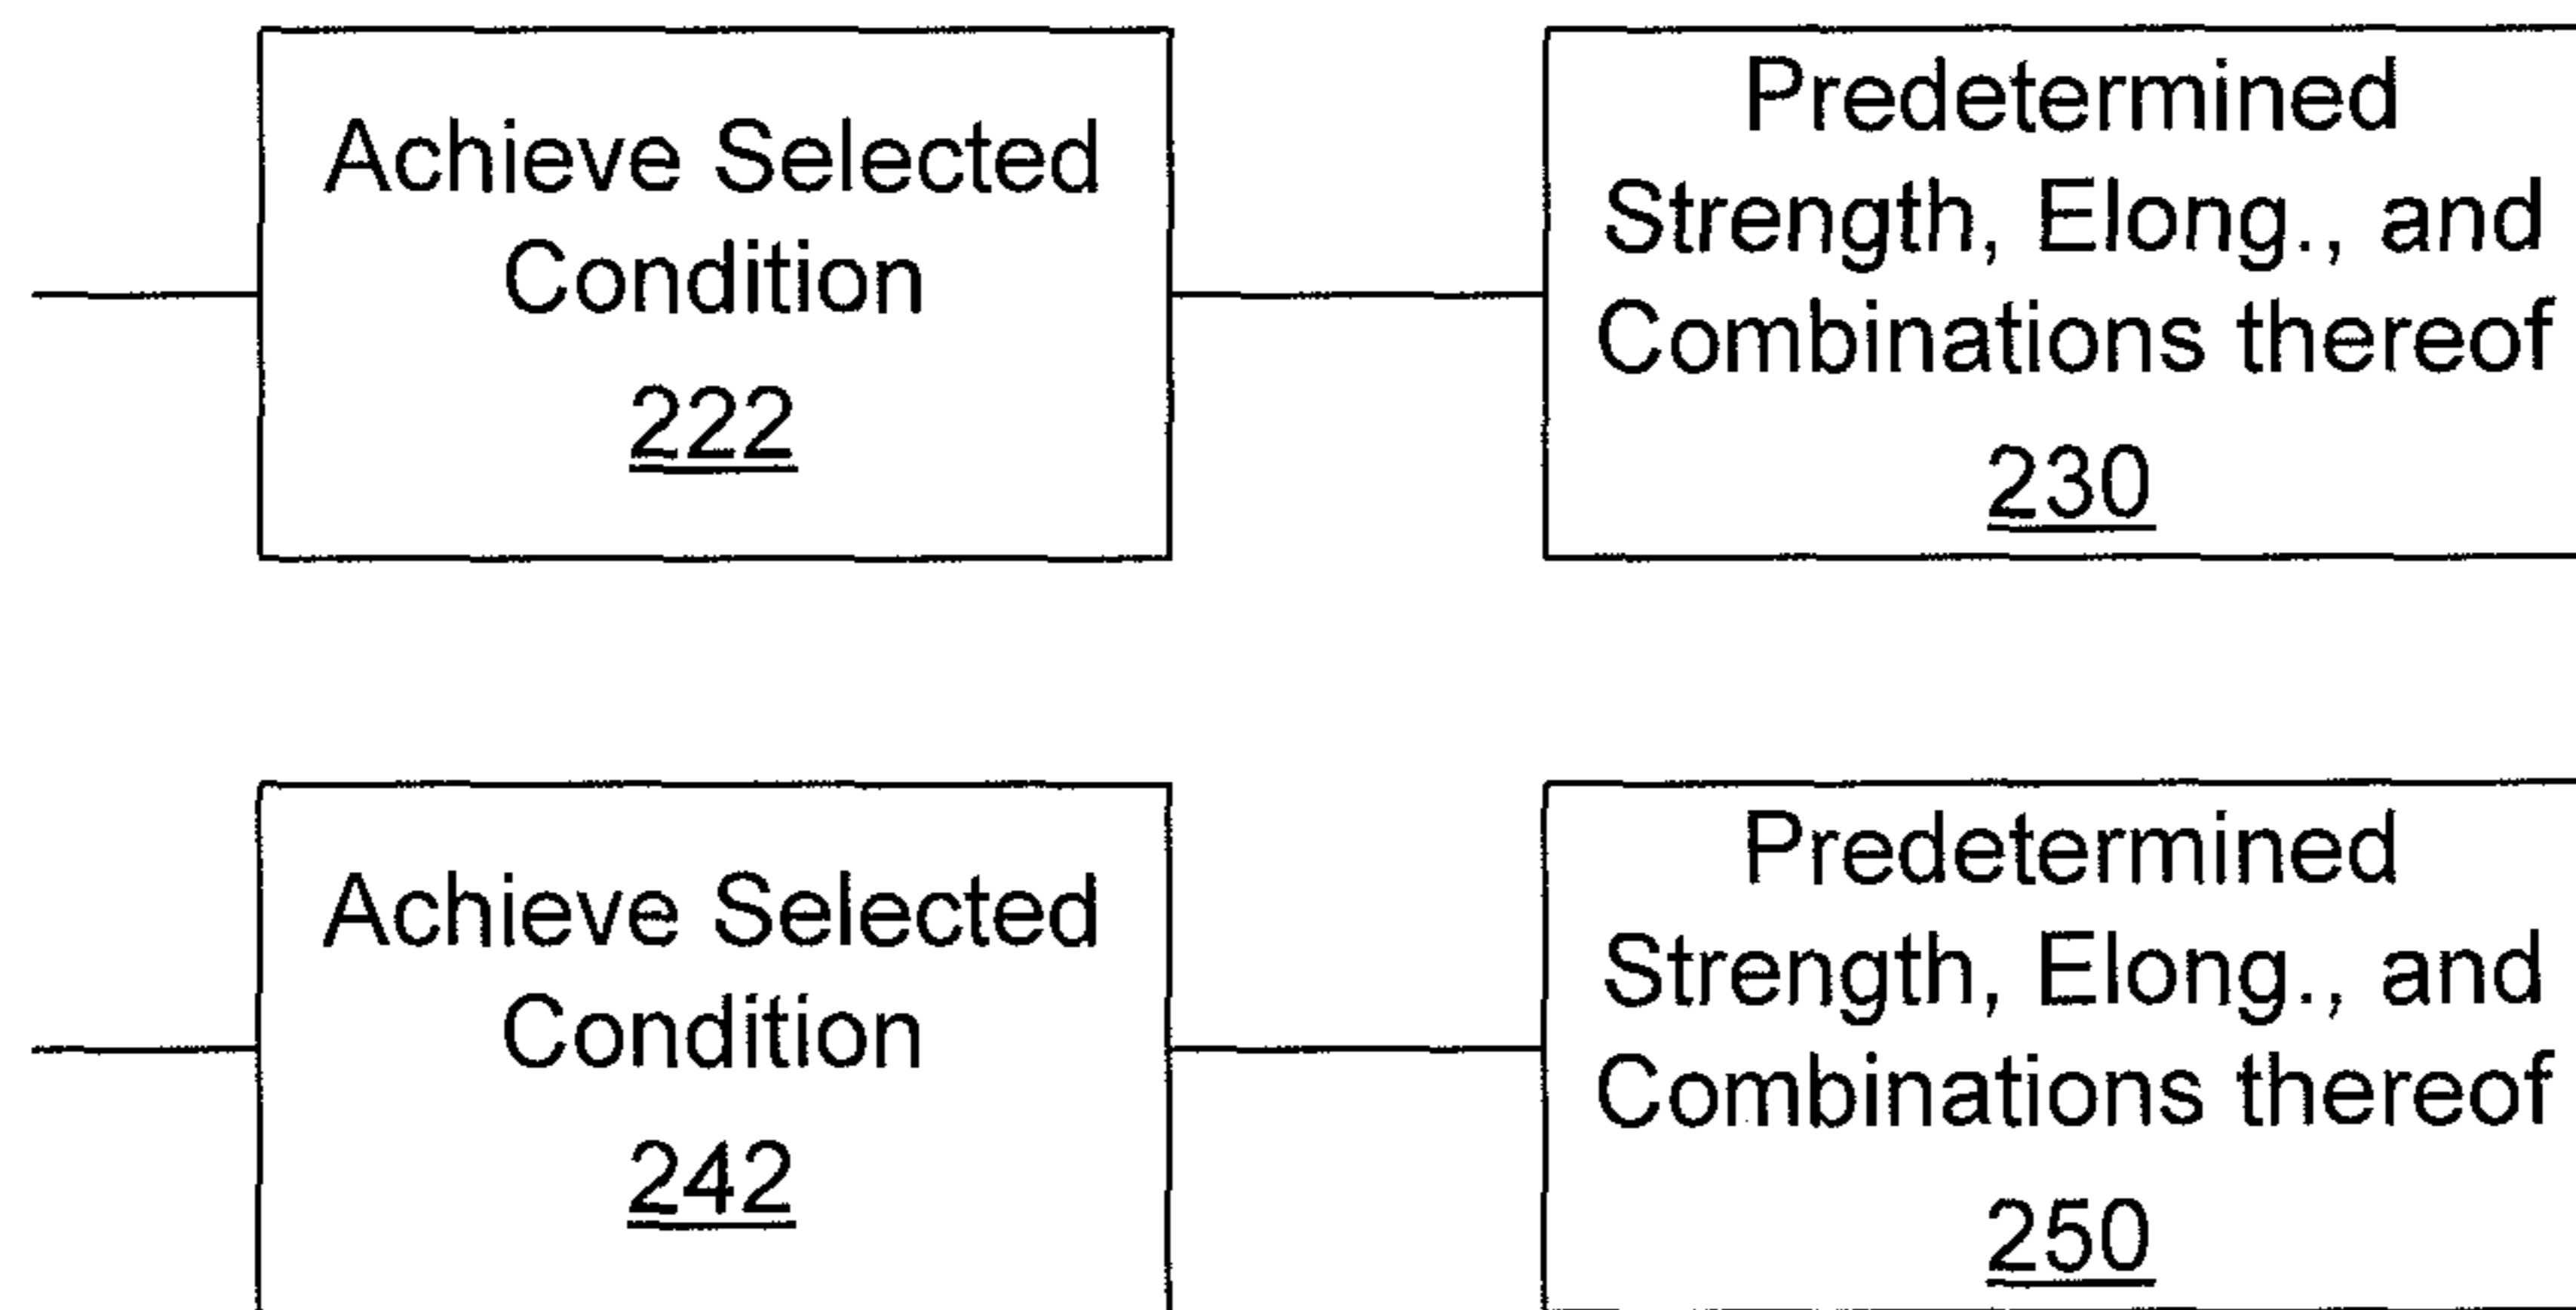 Achieve Selected
Condition
222
Predetermined
Strength, Elong., and
Combinations thereof
230
Achieve Selected
Condition
242
Predetermined
Strength, Elong., and
Combinations thereof
250